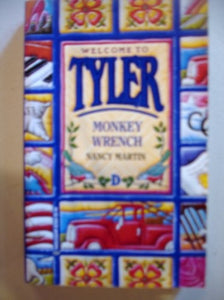 WELCOME TO
TYLER
MONKEY
WRENCH
NANCY MARTIN
D